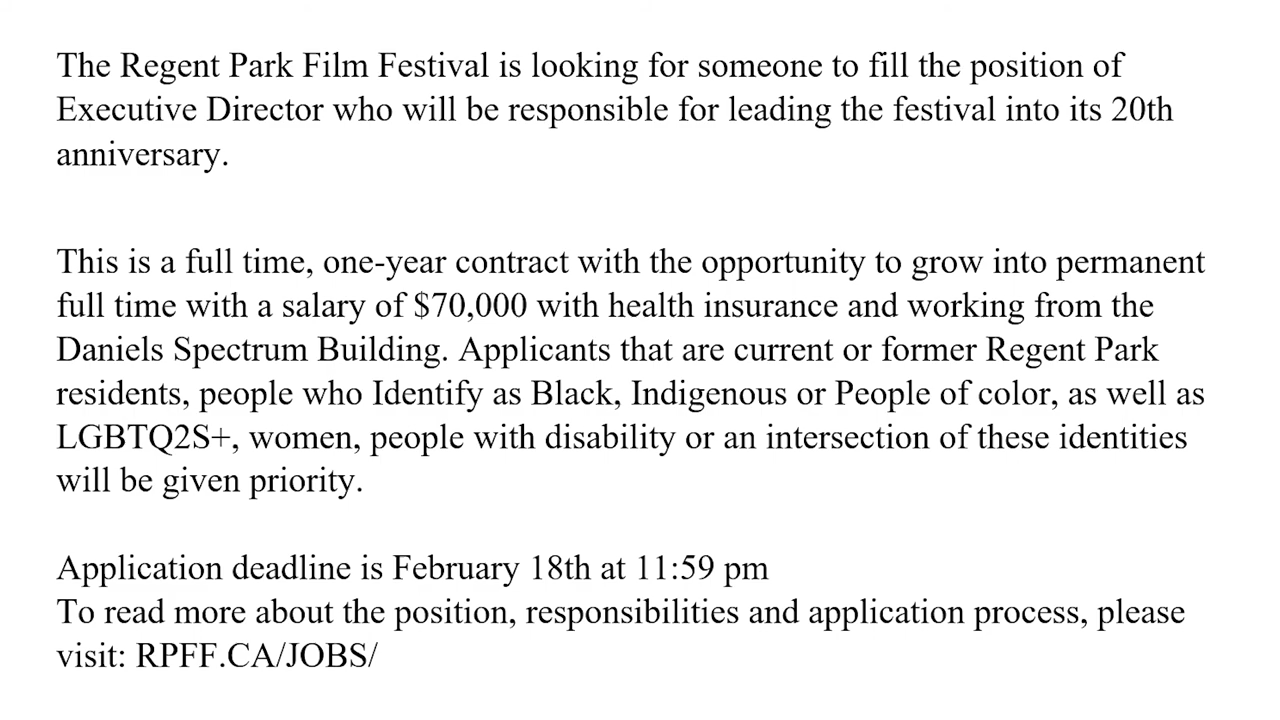 The Regent Park Film Festival is looking for someone to fill the position of
Executive Director who will be responsible for leading the festival into its 20th
anniversary.
This is a full time, one-year contract with the opportunity to grow into permanent
full time with a salary of $70,000 with health insurance and working from the
Daniels Spectrum Building. Applicants that are current or former Regent Park
residents, people who Identify as Black, Indigenous or People of color, as well as
LGBTQ2S+, women, people with disability or an intersection of these identities
will be given priority.
Application deadline is February 18th at 11:59 pm
To read more about the position, responsibilities and application process, please
visit: RPFF.CA/JOBS/